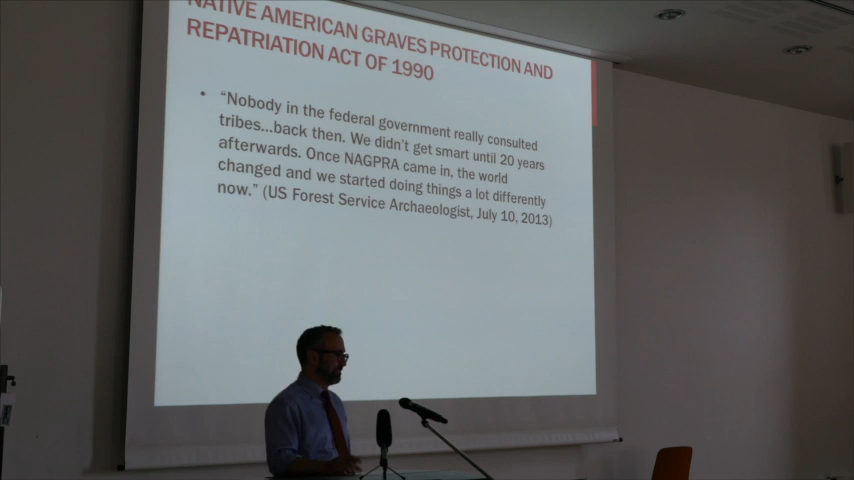 NATIVE AMERICAN GRAVES PROTECTION AND
REPATRIATION ACT OF 1990
• “Nobody in the federal government really consulted
tribes...back then. We didn’t get smart until 20 years
afterwards. Once NAGPRA came in, the world
changed and we started doing things a lot differently
now.” (US Forest Service Archaeologist, July 10, 2013)